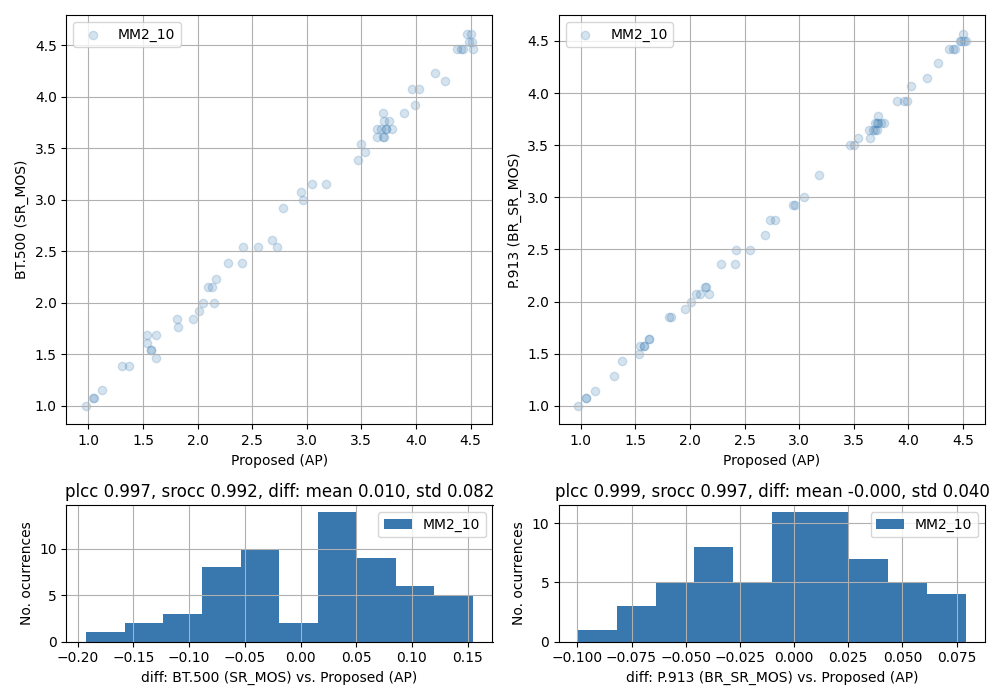 MM2_10
4.5
4.0
3.5
3.0
2.5
2.0
1.5
1.0
BT.500 (SR_MOS)
1.0 1.5 2.0 2.5 3.0 3.5 4.0 4.5
Proposed (AP)
MM2_10
4.5
4.0
3.5
3.0
2.5
2.0
1.5
1.0
P.913 (BR_SR_MOS)
1.0 1.5 2.0 2.5 3.0 3.5 4.0 4.5
Proposed (AP)
plcc 0.997, srocc 0.992, diff: mean 0.010, std 0.082
MM2_10
10
5
0
No. ocurrences
−0.20 −0.15 −0.10 −0.05 0.00 0.05 0.10 0.15
diff: BT.500 (SR_MOS) vs. Proposed (AP)
plcc 0.999, srocc 0.997, diff: mean -0.000, std 0.040
MM2_10
10
5
0
No. ocurrences
−0.100 −0.075 −0.050 −0.025 0.000 0.025 0.050 0.075
diff: P.913 (BR_SR_MOS) vs. Proposed (AP)